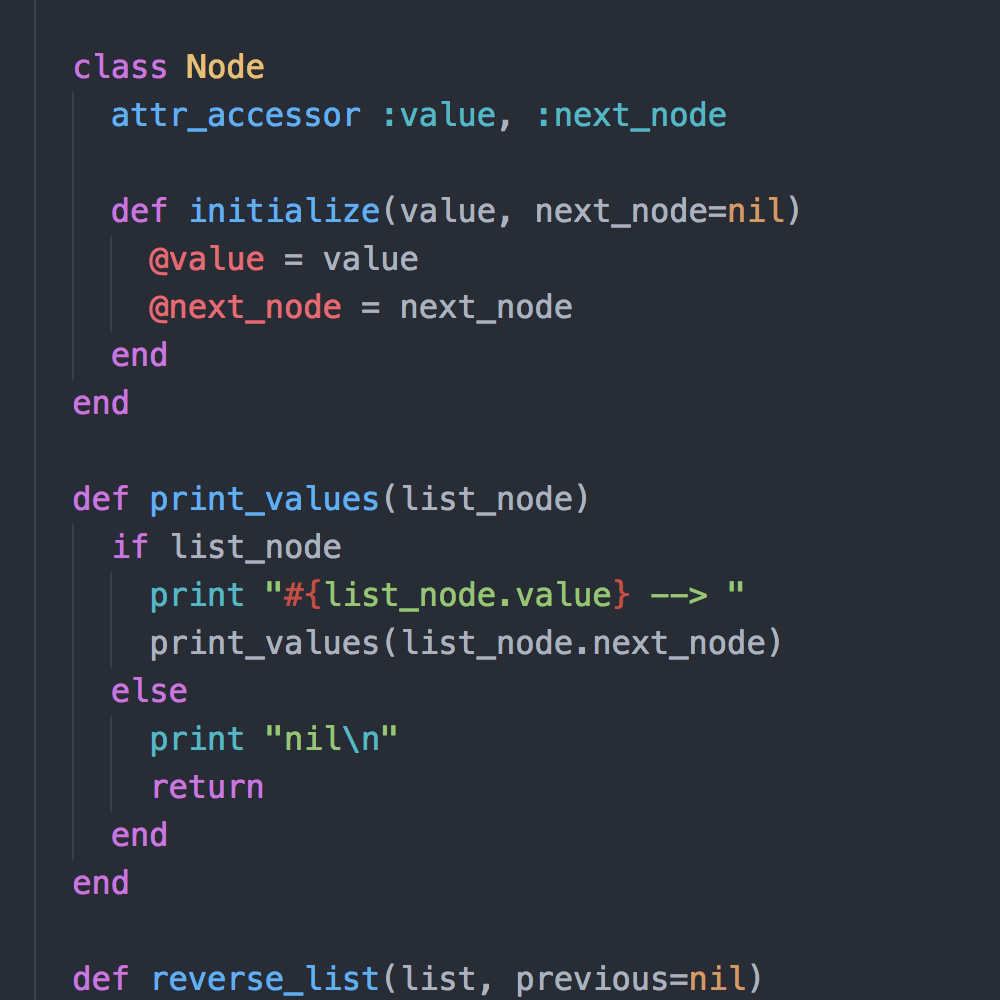 class Node
  attr_accessor :value, :next_node

  def initialize(value, next_node=nil)
    @value = value
    @next_node = next_node
  end
end

def print_values(list_node)
  if list_node
    print "#{list_node.value} --> "
    print_values(list_node.next_node)
  else
    print "nil\n"
    return
  end
end

def reverse_list(list, previous=nil)